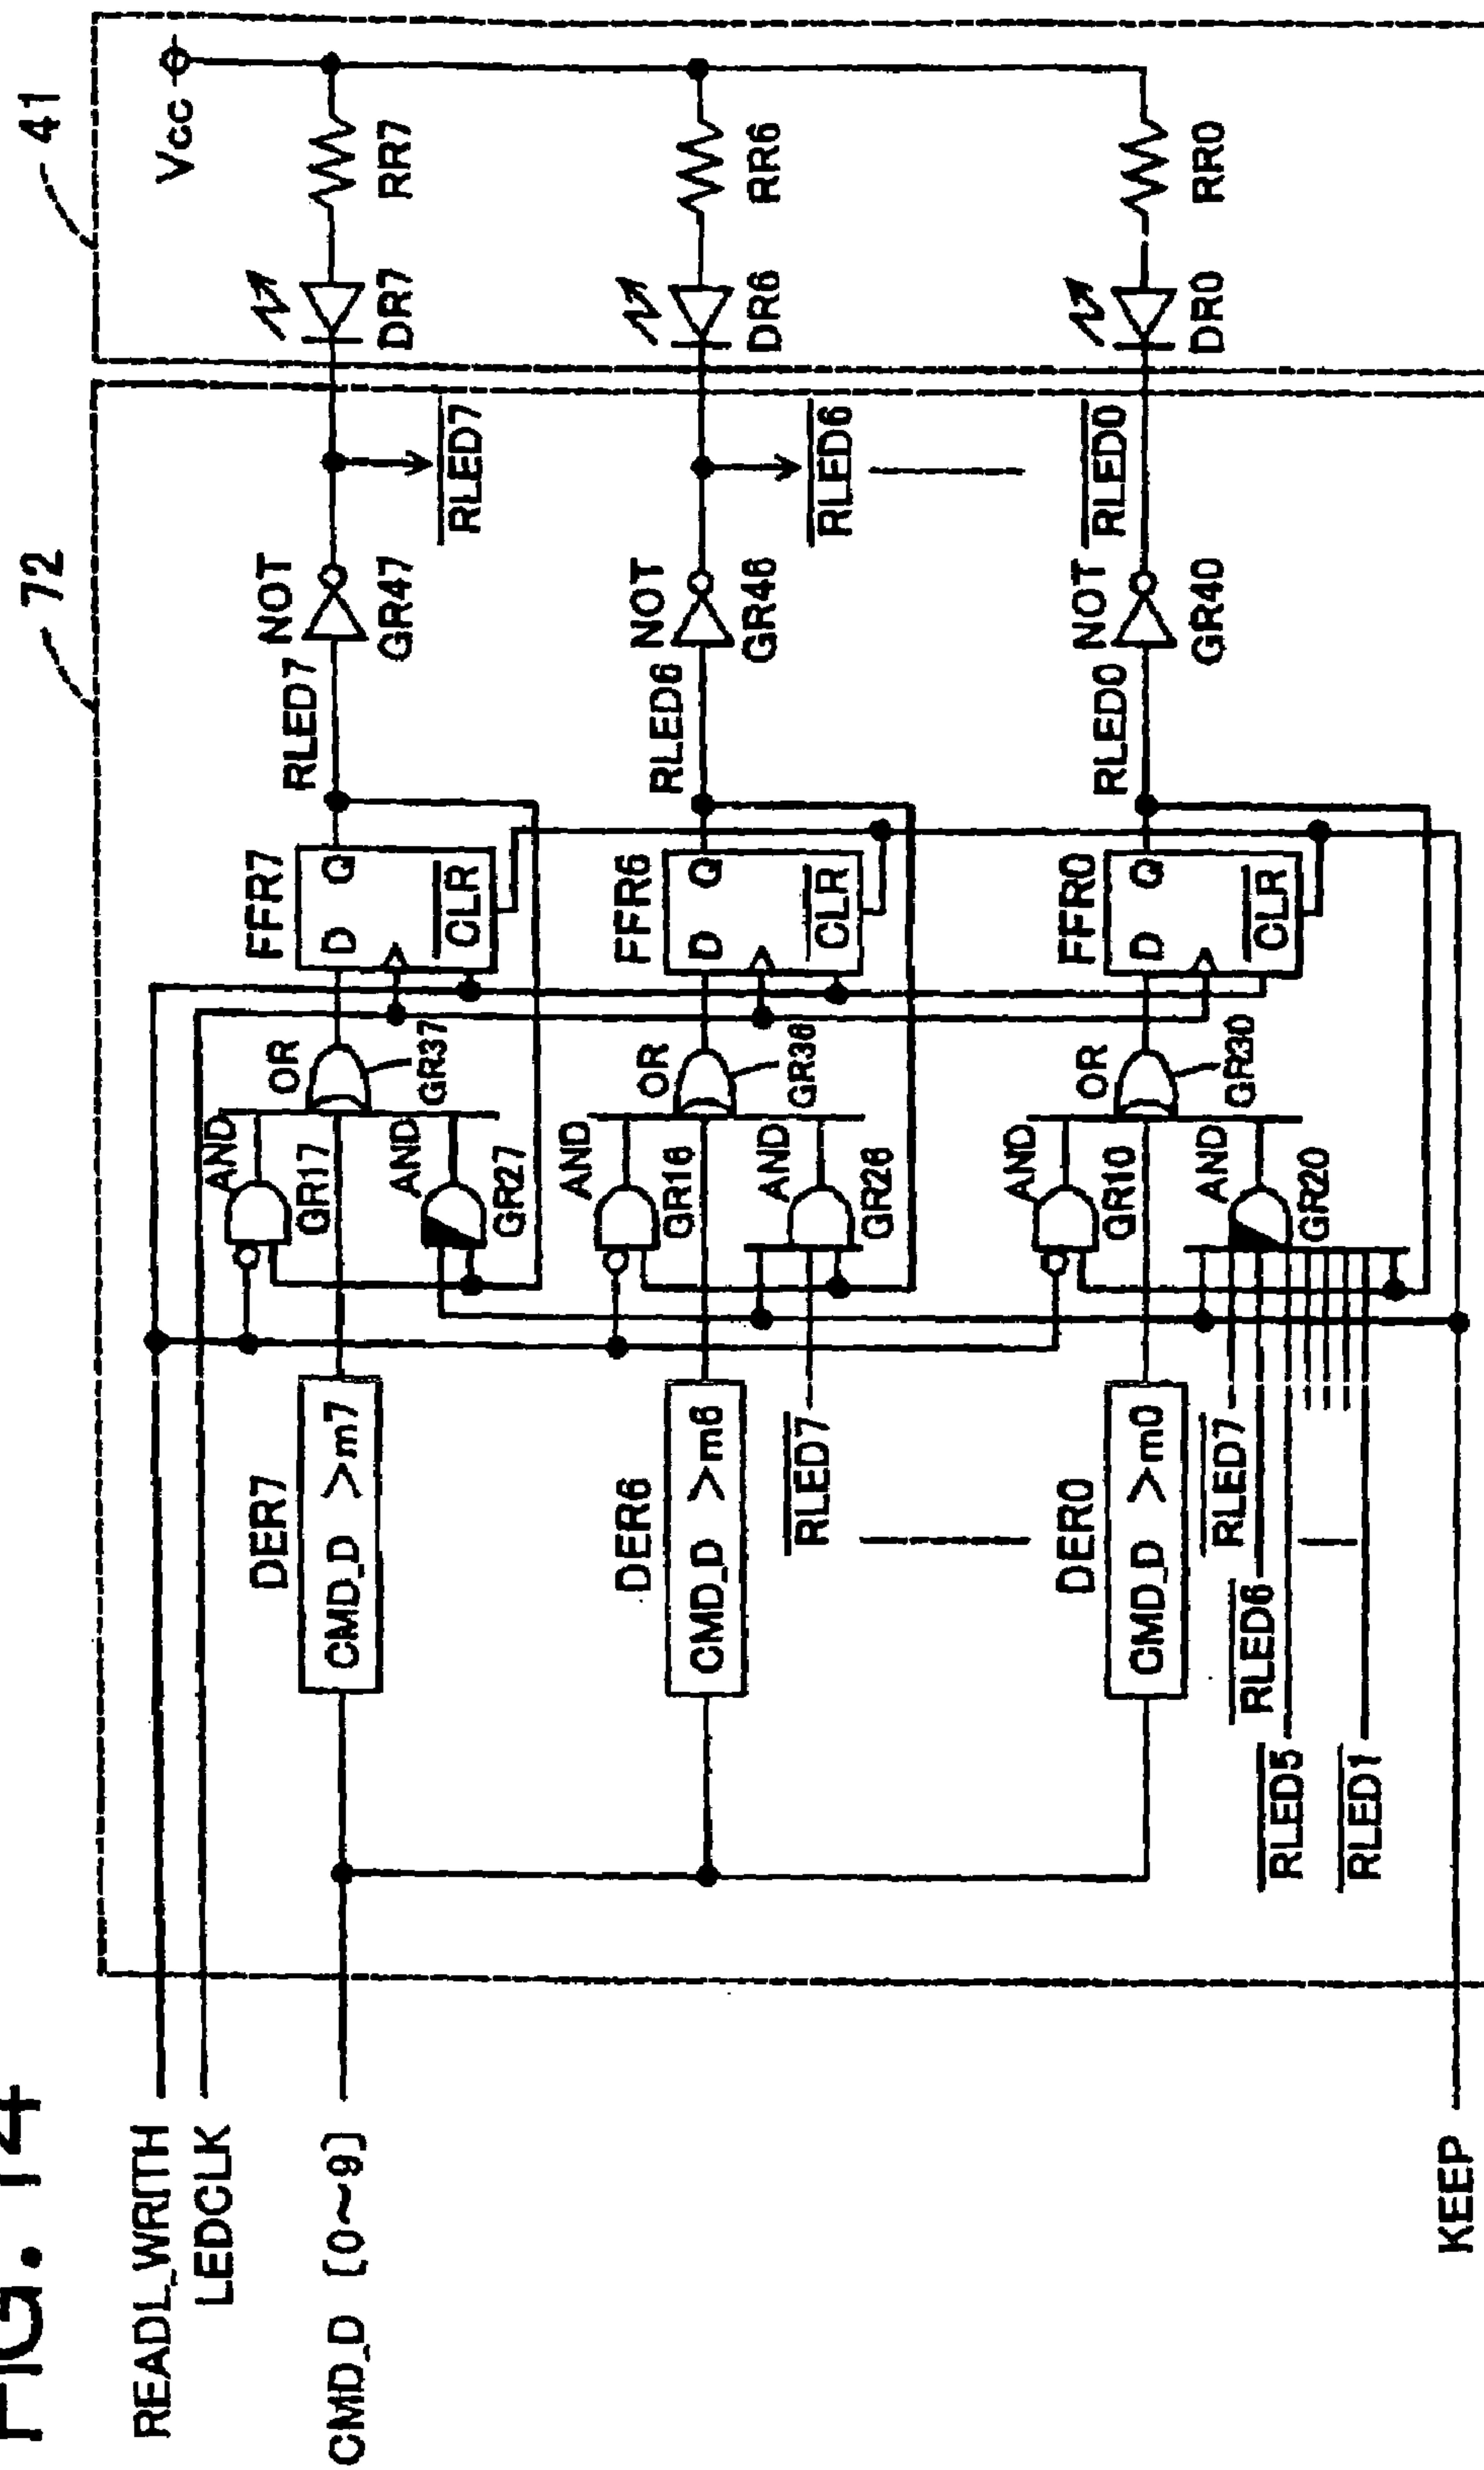 FIG. 14
READL_WRITH
LEDCLK
CMD_D [0~9]
KEEP
72
41
Vcc
DER7
CMD_D >m7
AND
GR17
AND
GR27
OR
GR37
FFR7
D Q
CLR
RLED7
NOT
GR47
RLED7
DR7
RR7
DER6
CMD_D >m6
RLED7
AND
GR16
AND
GR26
OR
GR36
FFR6
D Q
CLR
RLED6
NOT
GR46
RLED6
DR6
RR6
DER0
CMD_D >m0
RLED7
RLED6
RLED5
RLED1
AND
GR10
AND
GR20
OR
GR30
FFR0
D Q
CLR
RLED0
NOT
GR40
RLED0
DR0
RR0